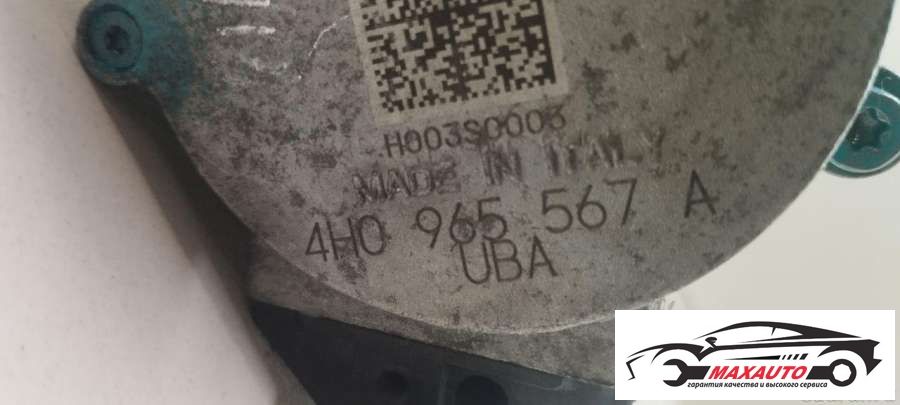 H003S0003
MADE IN ITALY
4H0 965 567 A
UBA
MAXAUTO
гарантия качества и высокого сервиса